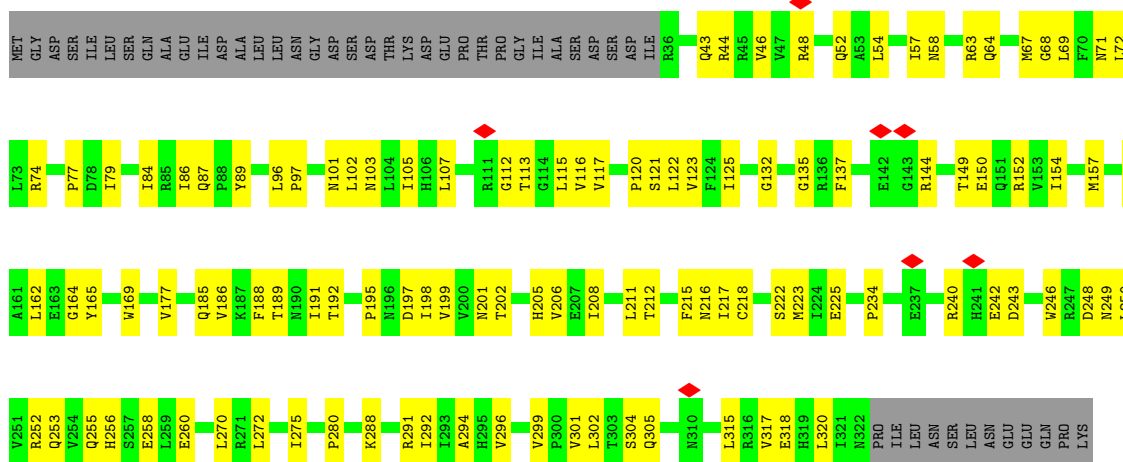 MET GLY ASP SER ILE LEU SER GLN ALA GLU ILE ASP ALA LEU LEU ASN GLY ASP SER ASP THR LYS ASP GLU PRO THR PRO GLY ILE ALA SER ASP SER ASP ILE R36 Q43 R44 R45 V46 V47 R48 Q52 A53 L54 I57 N58 R63 Q64 M67 G68 L69 F70 N71 L72
L73 R74 P77 D78 I79 I84 R85 I86 Q87 P88 Y89 L96 P97 N101 L102 N103 L104 I105 H106 L107 R111 G112 T113 G114 L115 V116 V117 P120 S121 L122 V123 F124 I125 G132 G135 R136 F137 E142 G143 R144 T149 E150 Q151 R152 V153 I154 M157
A161 L162 E163 G164 Y165 W169 V177 Q185 V186 K187 F188 T189 N190 I191 T192 P195 N196 D197 I198 V199 V200 N201 T202 H205 V206 E207 I208 L211 T212 F215 N216 I217 C218 S222 M223 I224 E225 P234 E237 R240 H241 E242 D243 W246 R247 D248 N249
V251 R252 Q253 V254 Q255 H256 S257 E258 L259 E260 L270 R271 L272 I275 P280 K288 R291 I292 I293 A294 H295 V296 V299 P300 V301 L302 T303 S304 Q305 N310 L315 R316 V317 E318 H319 L320 I321 N322 PRO ILE LEU ASN SER LEU ASN GLU GLU GLN PRO LYS